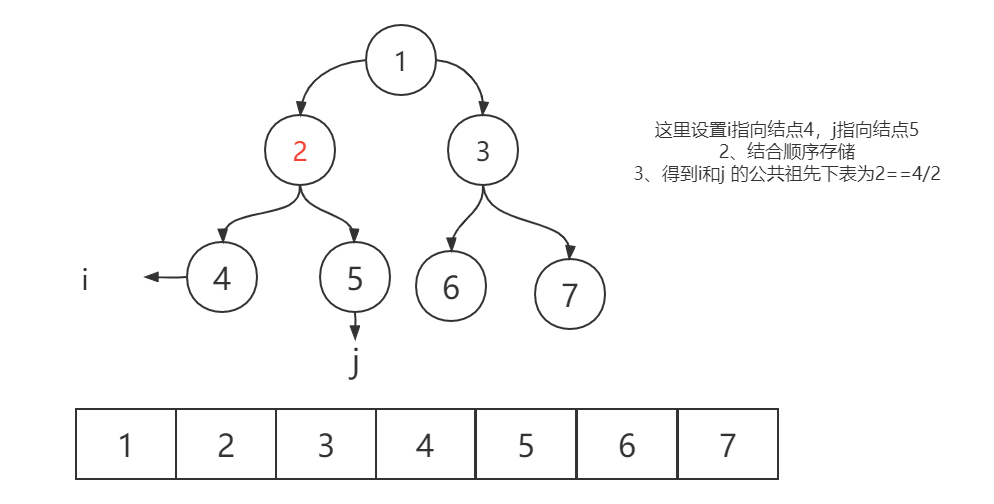 1
2 3
这里设置i指向结点4，j指向结点5
2、结合顺序存储
3、得到i和j 的公共祖先下表为2==4/2
i 4 5 6 7
j
1 2 3 4 5 6 7